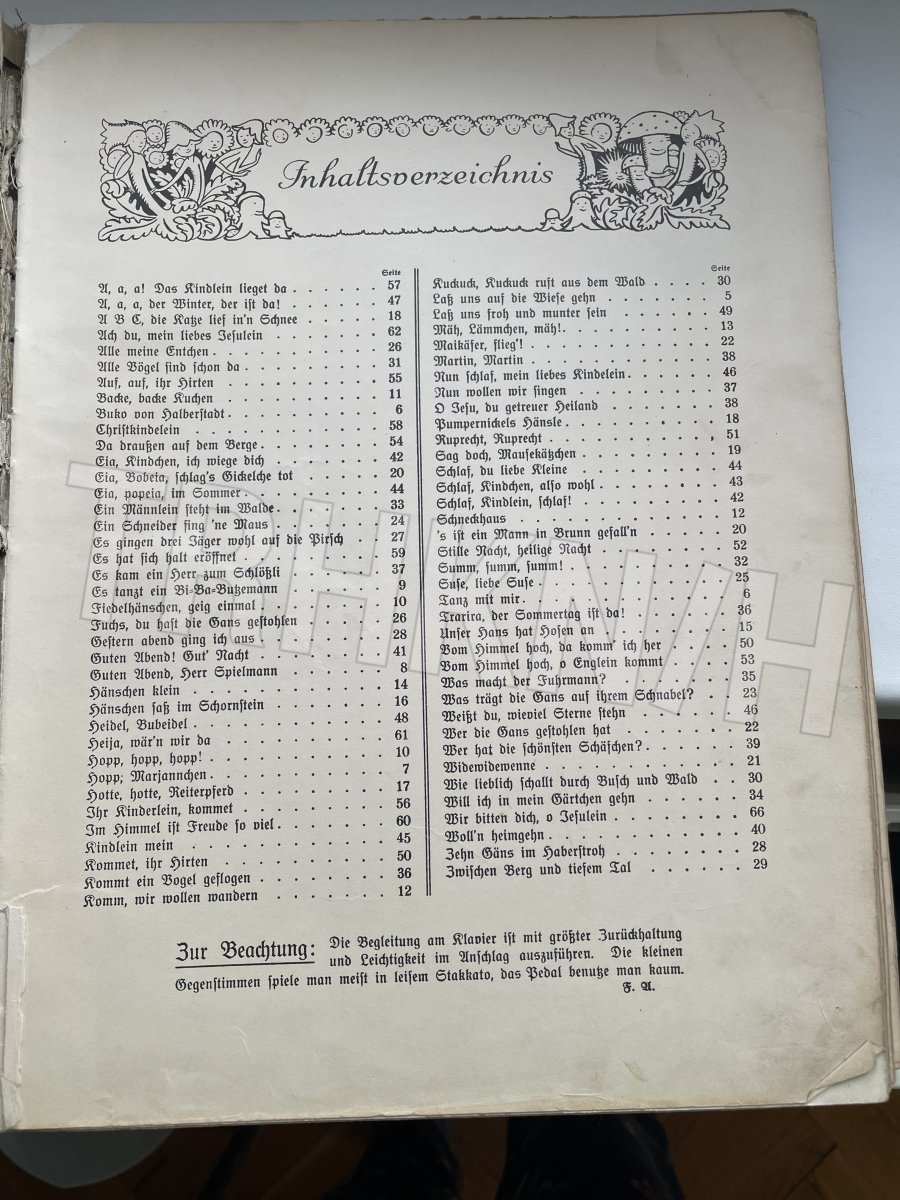 Inhaltsverzeichnis
Seite
A, a, a! Das Kindlein lieget da . . . . . . 57
A, a, a, der Winter, der ist da! . . . . . . 47
A B C, die Katze lief in'n Schnee . . . . . 18
Ach du, mein liebes Jesulein . . . . . . . 62
Alle meine Entchen . . . . . . . . . . . 26
Alle Vögel sind schon da . . . . . . . . . 31
Auf, auf, ihr Hirten . . . . . . . . . . 55
Backe, backe Kuchen . . . . . . . . . . 11
Buko von Halberstadt . . . . . . . . . . 6
Christkindelein . . . . . . . . . . . . 58
Da draußen auf dem Berge . . . . . . . . 54
Eia, Kindchen, ich wiege dich . . . . . . . 42
Eia, Bobeia, schlag's Gickelche tot . . . . . 20
Eia, popeia, im Sommer . . . . . . . . . 44
Ein Männlein steht im Walde . . . . . . . 33
Ein Schneider fing 'ne Maus . . . . . . . 24
Es gingen drei Jäger wohl auf die Pirsch . . 27
Es hat sich halt eröffnet . . . . . . . . . 59
Es kam ein Herr zum Schlößli . . . . . . 37
Es tanzt ein Bi-Ba-Butzemann . . . . . . 9
Fiedelhänschen, geig einmal . . . . . . . . 10
Fuchs, du hast die Gans gestohlen . . . . . 26
Gestern abend ging ich aus . . . . . . . . 28
Guten Abend! Gut' Nacht . . . . . . . . 41
Guten Abend, Herr Spielmann . . . . . . 8
Hänschen klein . . . . . . . . . . . . 14
Hänschen saß im Schornstein . . . . . . . 16
Heidel, Bubeidel . . . . . . . . . . . . 48
Heija, wär'n wir da . . . . . . . . . . 61
Hopp, hopp, hopp! . . . . . . . . . . . 10
Hopp; Marjannchen . . . . . . . . . . . 7
Hotte, hotte, Reiterpferd . . . . . . . . . 17
Ihr Kinderlein, kommet . . . . . . . . . 56
Im Himmel ist Freude so viel . . . . . . . 60
Kindlein mein . . . . . . . . . . . . . 45
Kommet, ihr Hirten . . . . . . . . . . 50
Kommt ein Vogel geflogen . . . . . . . . 36
Komm, wir wollen wandern . . . . . . . 12
Seite
Kuckuck, Kuckuck ruft aus dem Wald . . . . 30
Laß uns auf die Wiese gehn . . . . . . . 5
Laß uns froh und munter sein . . . . . . 49
Mäh, Lämmchen, mäh! . . . . . . . . . 13
Maikäfer, flieg'! . . . . . . . . . . . . 22
Martin, Martin . . . . . . . . . . . . 38
Nun schlaf, mein liebes Kindelein . . . . . . 46
Nun wollen wir singen . . . . . . . . . 37
O Jesu, du getreuer Heiland . . . . . . . 38
Pumpernickels Hänsle . . . . . . . . . . 18
Ruprecht, Ruprecht . . . . . . . . . . . 51
Sag doch, Mausekätzchen . . . . . . . . . 19
Schlaf, du liebe Kleine . . . . . . . . . 44
Schlaf, Kindchen, also wohl . . . . . . . . 43
Schlaf, Kindlein, schlaf! . . . . . . . . . 42
Schneckhaus . . . . . . . . . . . . . 12
's ist ein Mann in Brunn gefall'n . . . . . 20
Stille Nacht, heilige Nacht . . . . . . . . 52
Summ, summ, summ! . . . . . . . . . . 32
Suse, liebe Suse . . . . . . . . . . . . 25
Tanz mit mir . . . . . . . . . . . . . 6
Trarira, der Sommertag ist da! . . . . . . 36
Unser Hans hat Hosen an . . . . . . . . 15
Vom Himmel hoch, da komm' ich her . . . . 50
Vom Himmel hoch, o Englein kommt . . . . 53
Was macht der Fuhrmann? . . . . . . . 35
Was trägt die Gans auf ihrem Schnabel? . . 23
Weißt du, wieviel Sterne stehn . . . . . . 46
Wer die Gans gestohlen hat . . . . . . . 22
Wer hat die schönsten Schäfchen? . . . . . . 39
Widewidewenne . . . . . . . . . . . . 21
Wie lieblich schallt durch Busch und Wald . . 30
Will ich in mein Gärtchen gehn . . . . . . 34
Wir bitten dich, o Jesulein . . . . . . . . 66
Woll'n heimgehn . . . . . . . . . . . . 40
Zehn Gäns im Haberstroh . . . . . . . . 28
Zwischen Berg und tiefem Tal . . . . . . 29
Zur Beachtung: Die Begleitung am Klavier ist mit größter Zurückhaltung
und Leichtigkeit im Anschlag auszuführen. Die kleinen
Gegenstimmen spiele man meist in leisem Stakkato, das Pedal benutze man kaum.
F. A.